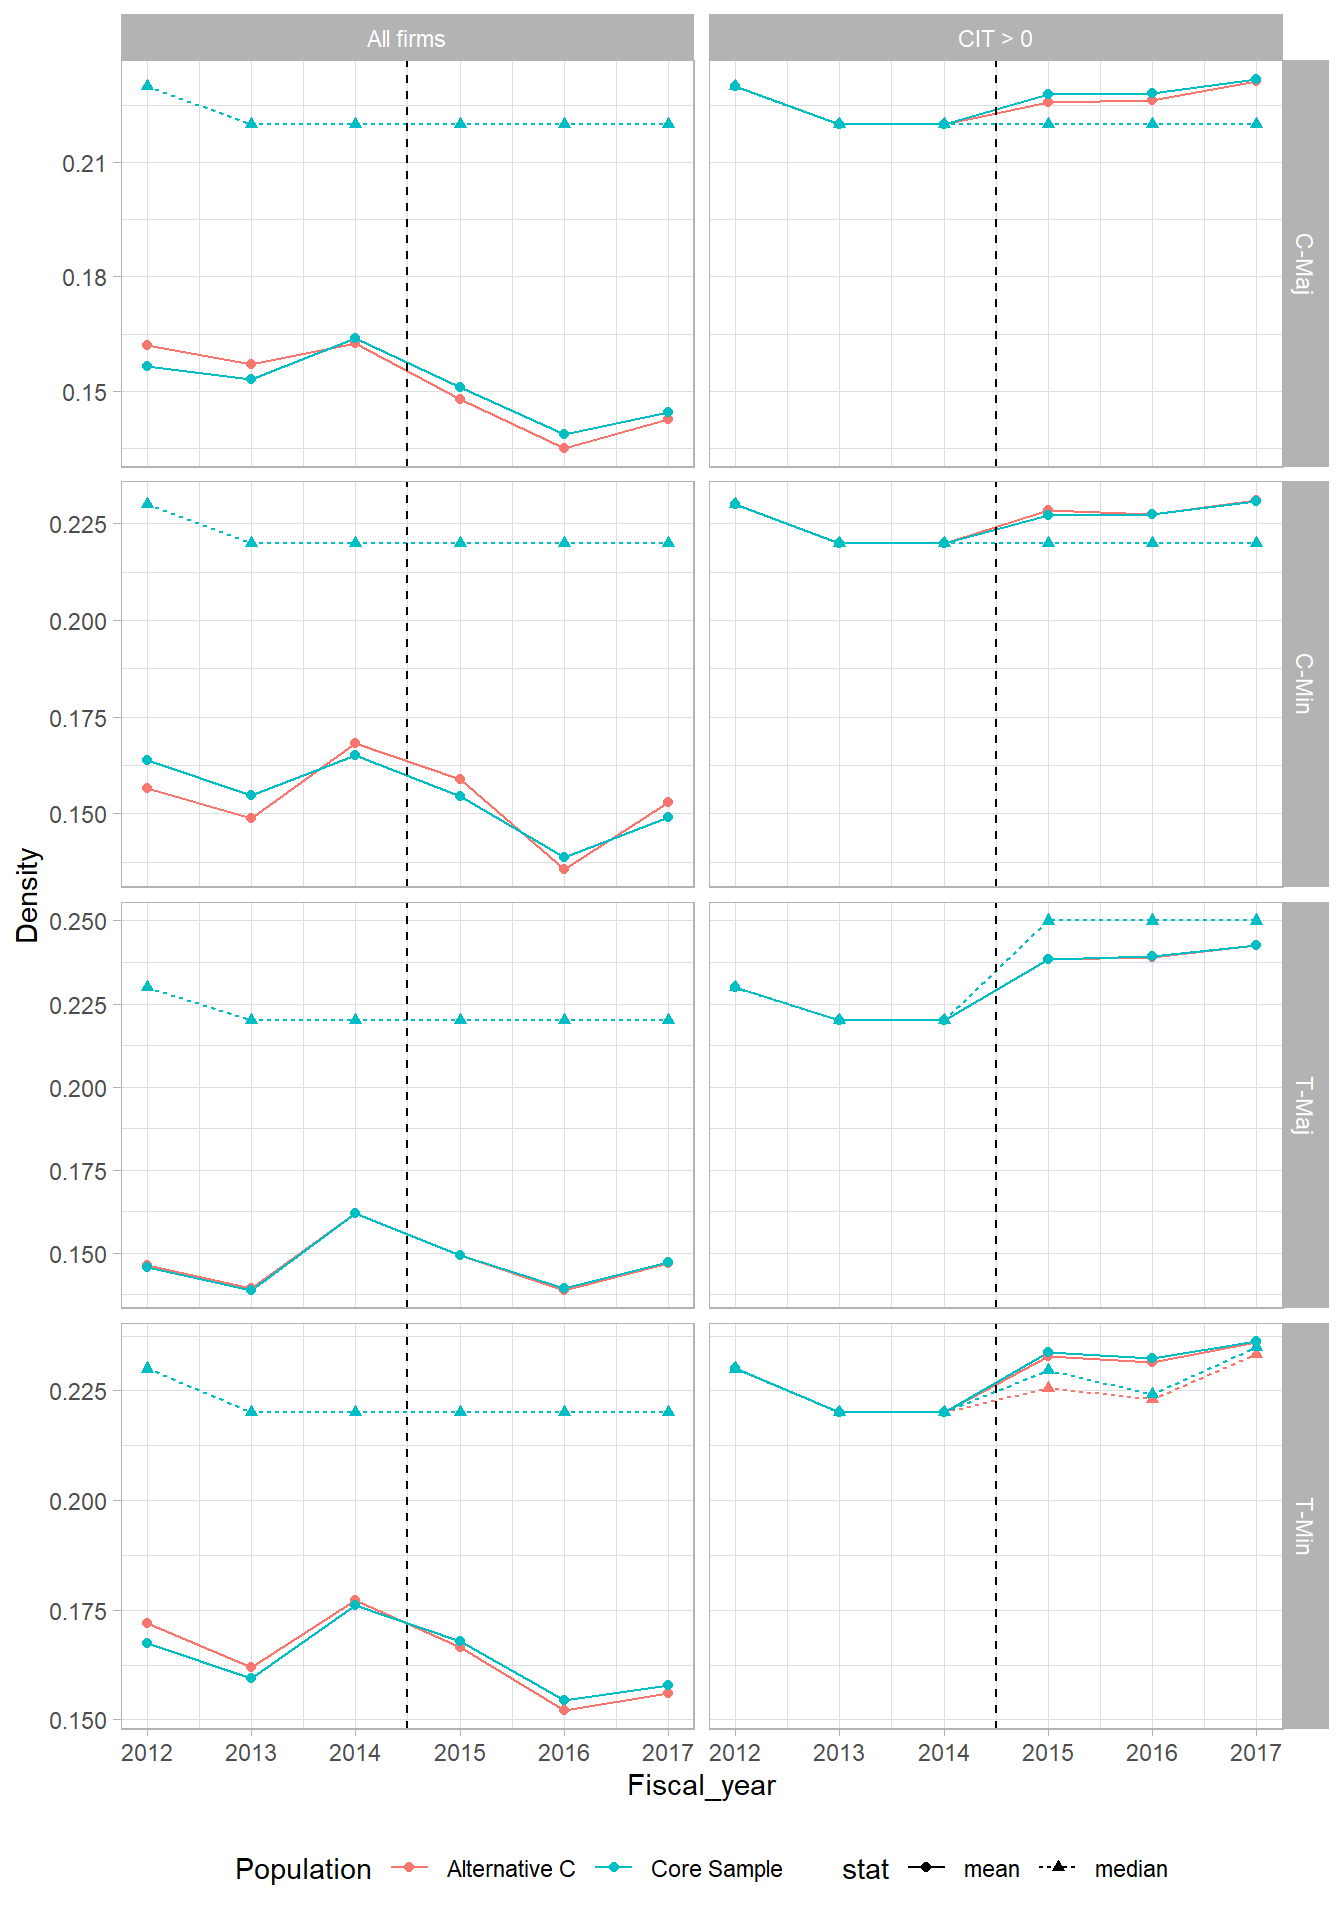 All firms
CIT > 0
0.21
0.18
0.15
C-Maj
0.225
0.200
0.175
0.150
C-Min
0.250
0.225
0.200
0.175
0.150
T-Maj
0.225
0.200
0.175
0.150
T-Min
Density
2012 2013 2014 2015 2016 2017
2012 2013 2014 2015 2016 2017
Fiscal_year
Population Alternative C Core Sample stat mean median